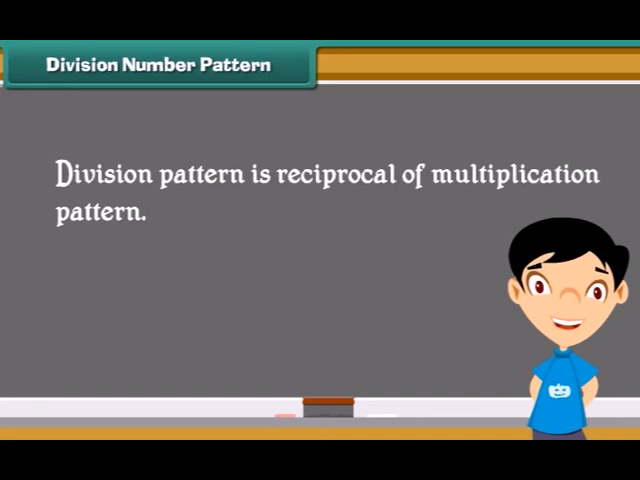 Division Number Pattern
Division pattern is reciprocal of multiplication
pattern.